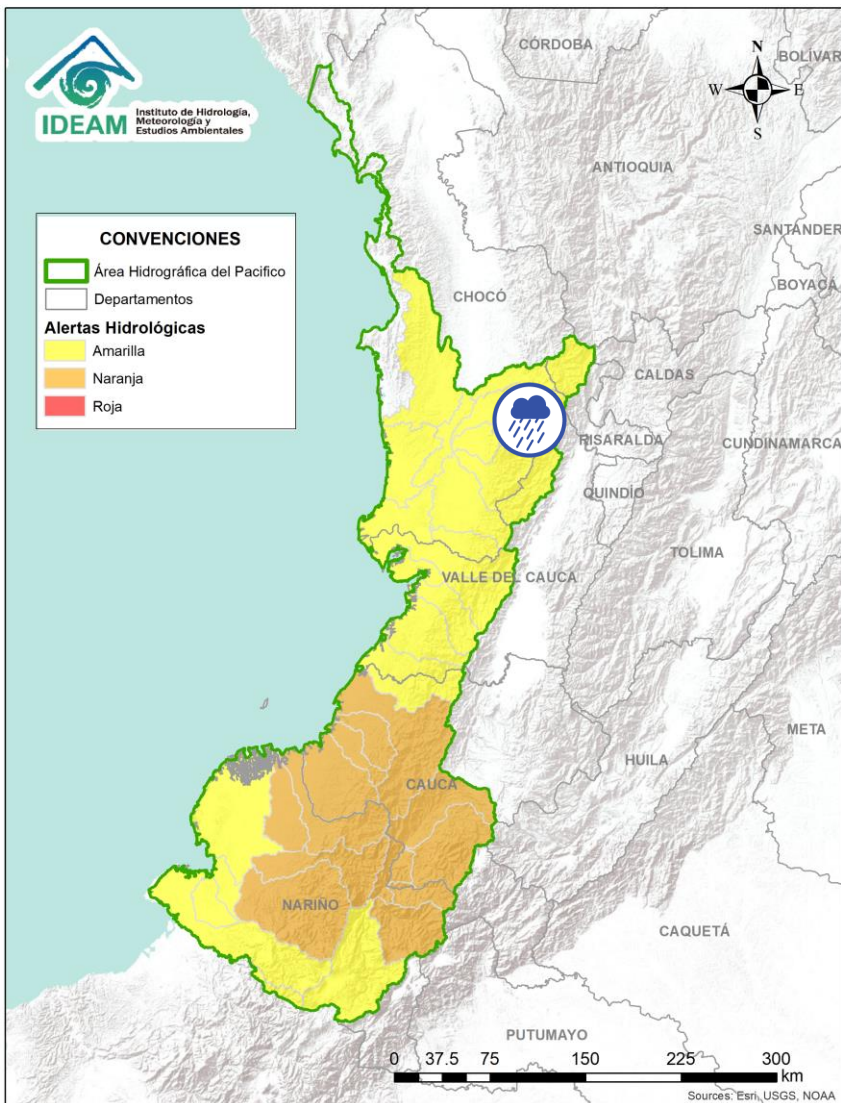 IDEAM
Instituto de Hidrología,
Meteorología y
Estudios Ambientales
CÓRDOBA
BOLÍVAR
N
W
E
S
ANTIOQUIA
SANTANDER
BOYACÁ
CONVENCIONES
Área Hidrográfica del Pacifico
Departamentos
Alertas Hidrológicas
Amarilla
Naranja
Roja
CHOCÓ
CALDAS
RISARALDA
CUNDINAMARCA
QUINDÍO
TOLIMA
VALLE DEL CAUCA
META
HUILA
CAUCA
NARIÑO
CAQUETÁ
PUTUMAYO
0 37.5 75 150 225 300
km
Sources: Esri, USGS, NOAA